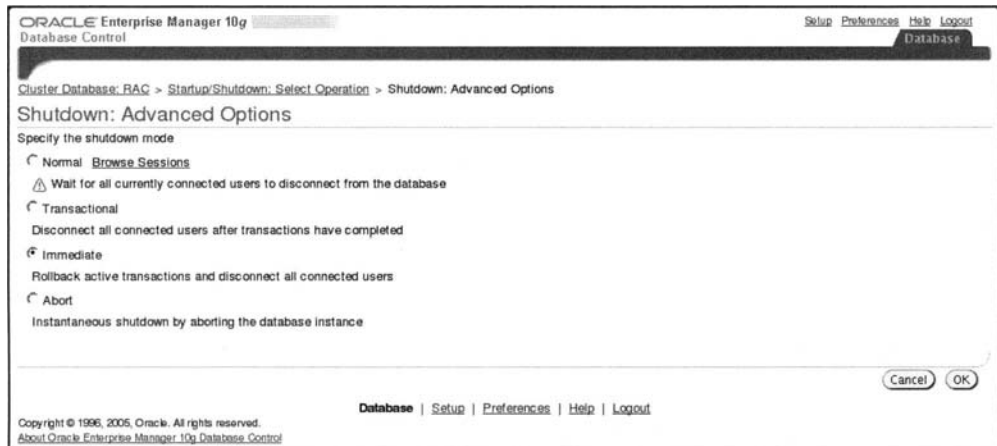 ORACLE Enterprise Manager 10g
Database Control
Setup Preferences Help Logout
Database
Cluster Database: RAC > Startup/Shutdown: Select Operation > Shutdown: Advanced Options
Shutdown: Advanced Options
Specify the shutdown mode
Normal Browse Sessions
Wait for all currently connected users to disconnect from the database
Transactional
Disconnect all connected users after transactions have completed
Immediate
Rollback active transactions and disconnect all connected users
Abort
Instantaneous shutdown by aborting the database instance
Cancel OK
Database | Setup | Preferences | Help | Logout
Copyright © 1996, 2005, Oracle. All rights reserved.
About Oracle Enterprise Manager 10g Database Control